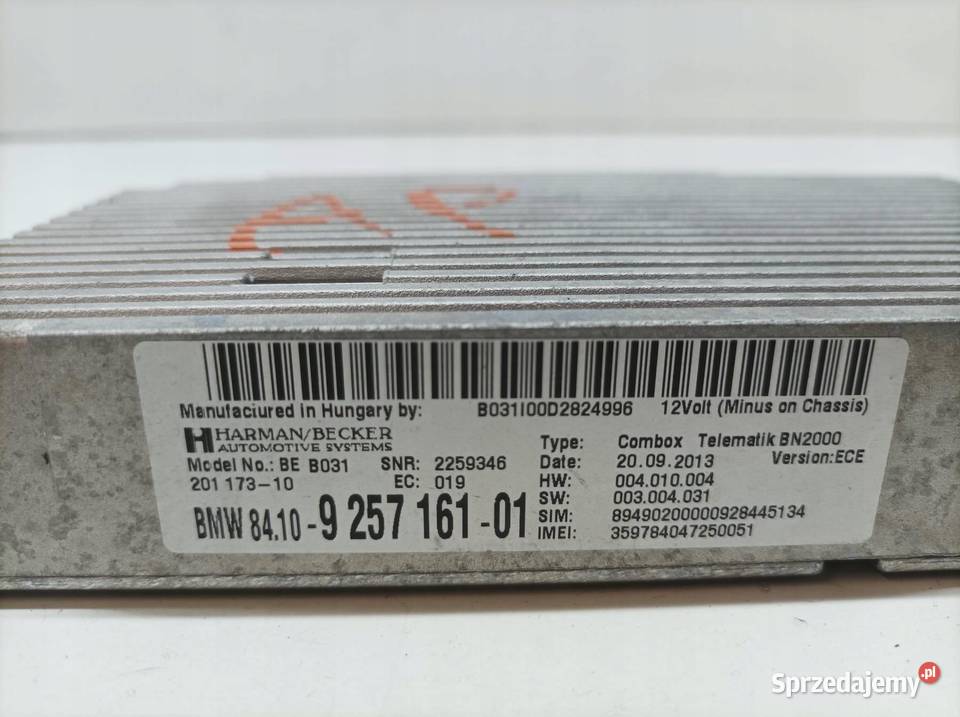 Manufactured in Hungary by: B031I00D2824996 12Volt (Minus on Chassis)
HARMAN/BECKER
AUTOMOTIVE SYSTEMS
Type: Combox Telematik BN2000
Model No.: BE B031 SNR: 2259346 Date: 20.09.2013 Version:ECE
201 173-10 EC: 019 HW: 004.010.004
SW: 003.004.031
BMW 84.10-9 257 161-01 SIM: 89490200000928445134
IMEI: 359784047250051
Sprzedajemy.pl